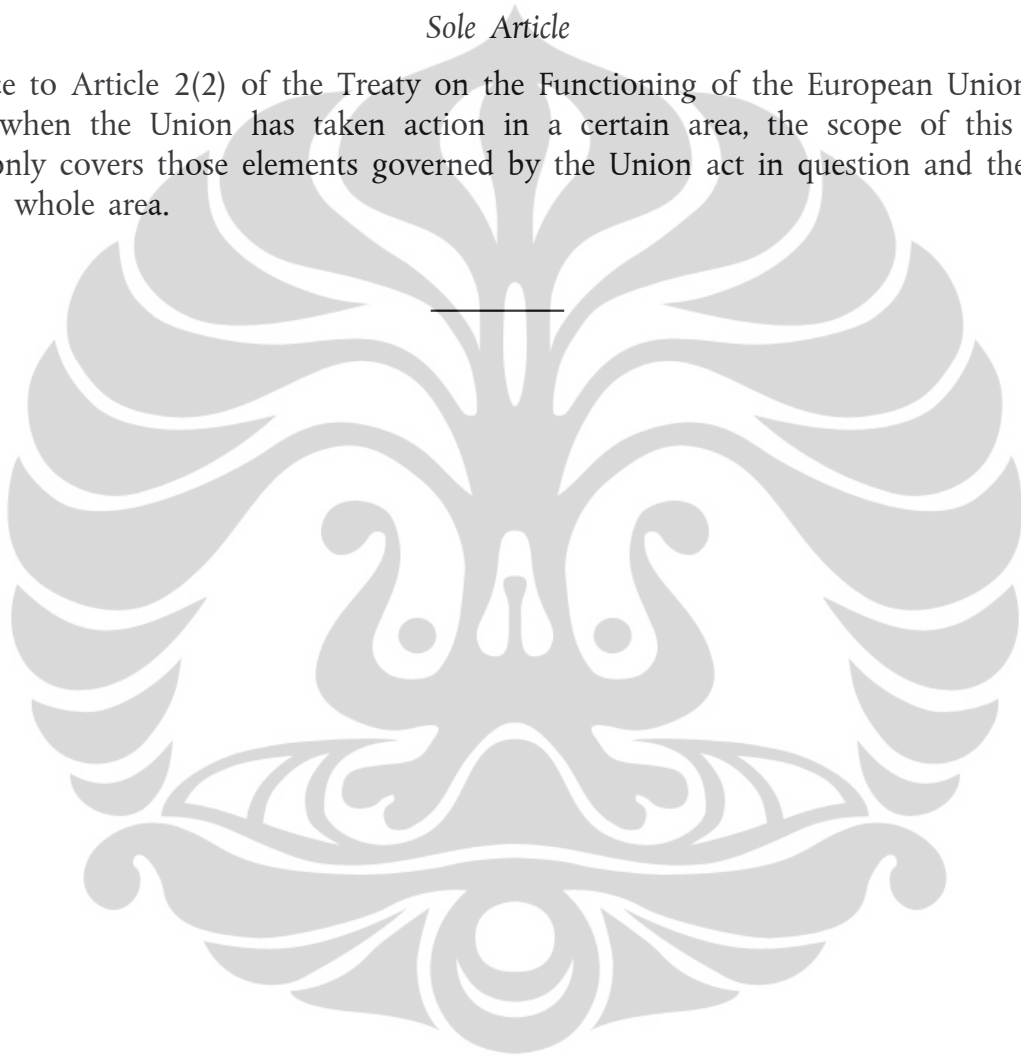 Sole Article
to Article 2(2) of the Treaty on the Functioning of the European Union
when the Union has taken action in a certain area, the scope of this
only covers those elements governed by the Union act in question and
whole area.